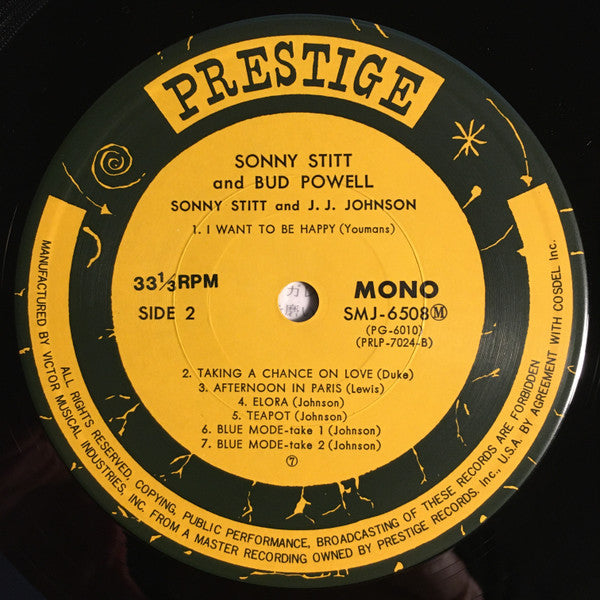 PRESTIGE
SONNY STITT
and BUD POWELL
SONNY STITT and J. J. JOHNSON
1. I WANT TO BE HAPPY (Youmans)
33⅓RPM
SIDE 2
MONO
SMJ-6508Ⓜ
(PG-6010)
(PRLP-7024-B)
2. TAKING A CHANCE ON LOVE (Duke)
3. AFTERNOON IN PARIS (Lewis)
4. ELORA (Johnson)
5. TEAPOT (Johnson)
6. BLUE MODE-take 1 (Johnson)
7. BLUE MODE-take 2 (Johnson)
⑦
MANUFACTURED BY VICTOR MUSICAL INDUSTRIES, INC. FROM A MASTER RECORDING OWNED BY PRESTIGE RECORDS. Inc., U.S.A. BY AGREEMENT WITH COSDEL Inc.
ALL RIGHTS RESERVED, COPYING, PUBLIC PERFORMANCE, BROADCASTING OF THESE RECORDS ARE FORBIDDEN